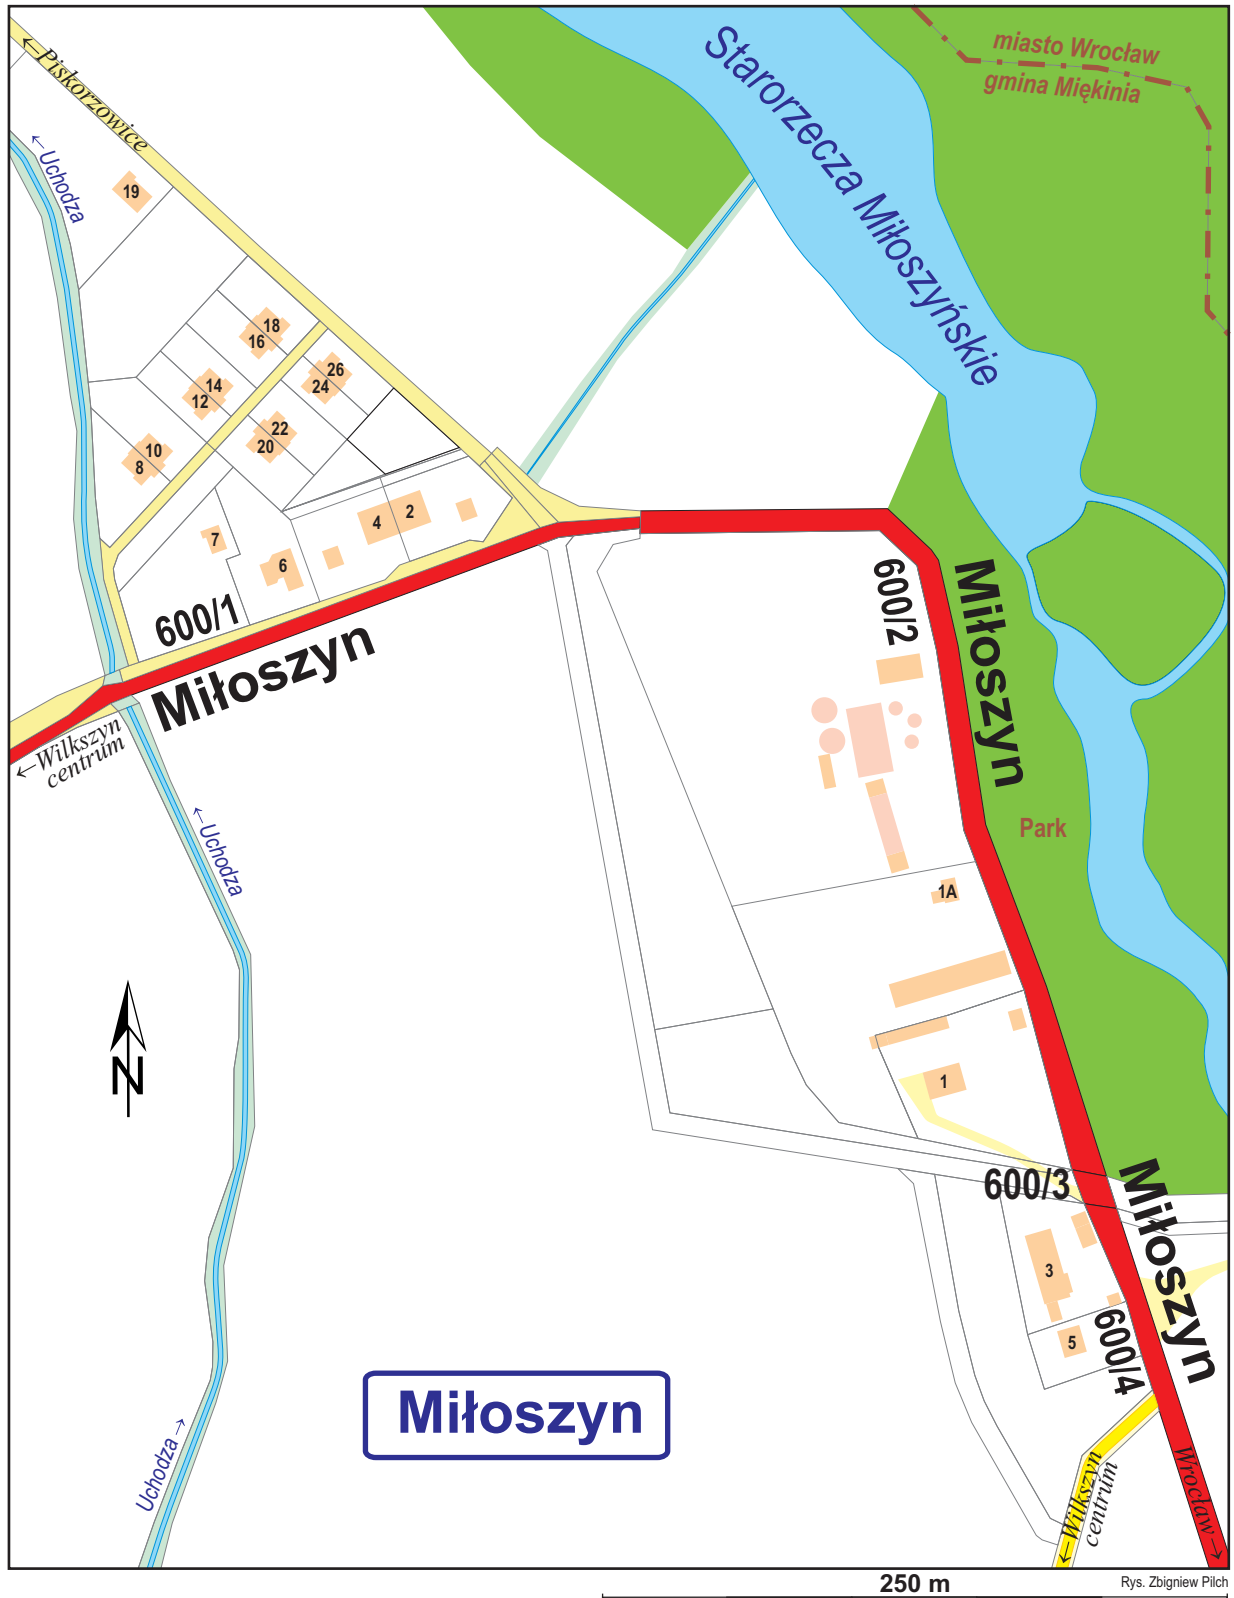 miasto Wrocław
gmina Miękinia
Starorzecza Miłoszyńskie
←Piskorzowice
←Uchodza
19
18
16
26
24
14
12
22
20
10
8
7
6
4
2
600/1
Miłoszyn
←Wilkszyn
centrum
600/2
Miłoszyn
Park
←Uchodza
1A
1
N
600/3
Miłoszyn
3
5
600/4
Miłoszyn
Uchodza→
←Wilkszyn
centrum
Wrocław→
250 m
Rys. Zbigniew Pilch